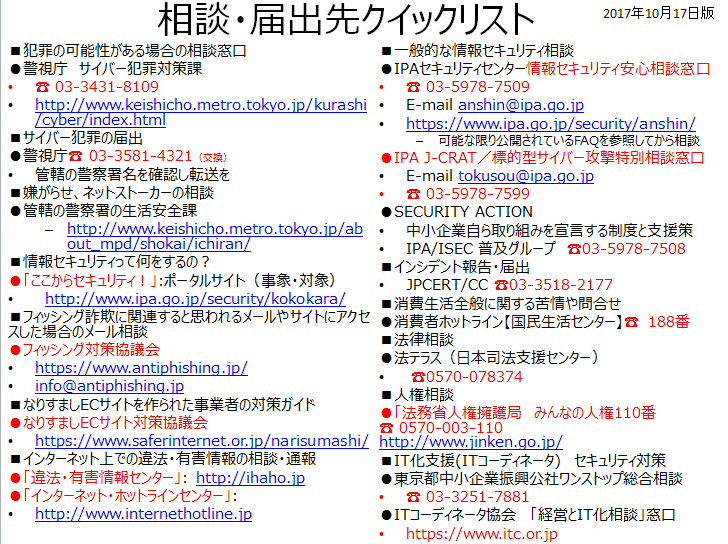 相談・届出先クイックリスト
2017年10月17日版
■犯罪の可能性がある場合の相談窓口
●警視庁　サイバー犯罪対策課
• ☎ 03-3431-8109
• http://www.keishicho.metro.tokyo.jp/kurashi
/cyber/index.html
■サイバー犯罪の届出
●警視庁☎ 03-3581-4321（交換）
• 管轄の警察署名を確認し転送を
■嫌がらせ、ネットストーカーの相談
●管轄の警察署の生活安全課
– http://www.keishicho.metro.tokyo.jp/ab
out_mpd/shokai/ichiran/
■情報セキュリティって何をするの？
●「ここからセキュリティ！」:ポータルサイト（事象・対象）
• http://www.ipa.go.jp/security/kokokara/
■フィッシング詐欺に関連すると思われるメールやサイトにアクセ
スした場合のメール相談
●フィッシング対策協議会
• https://www.antiphishing.jp/
• info@antiphishing.jp
■なりすましECサイトを作られた事業者の対策ガイド
●なりすましECサイト対策協議会
• https://www.saferinternet.or.jp/narisumashi/
■インターネット上での違法・有害情報の相談・通報
●「違法・有害情報センター」: http://ihaho.jp
●「インターネット・ホットラインセンター」:
• http://www.internethotline.jp
■一般的な情報セキュリティ相談
●IPAセキュリティセンター情報セキュリティ安心相談窓口
• ☎ 03-5978-7509
• E-mail anshin@ipa.go.jp
• https://www.ipa.go.jp/security/anshin/
– 可能な限り公開されているFAQを参照してから相談
●IPA J-CRAT／標的型サイバー攻撃特別相談窓口
• E-mail tokusou@ipa.go.jp
• ☎ 03-5978-7599
●SECURITY ACTION
• 中小企業自ら取り組みを宣言する制度と支援策
• IPA/ISEC 普及グループ　☎03-5978-7508
■インシデント報告・届出
• JPCERT/CC ☎03-3518-2177
■消費生活全般に関する苦情や問合せ
●消費者ホットライン【国民生活センター】☎ 188番
■法律相談
●法テラス（日本司法支援センター）
• ☎0570-078374
■人権相談
●「法務省人権擁護局　みんなの人権110番
☎ 0570-003-110
http://www.jinken.go.jp/
■IT化支援(ITコーディネータ)　セキュリティ対策
●東京都中小企業振興公社ワンストップ総合相談
• ☎ 03-3251-7881
●ITコーディネータ協会　「経営とIT化相談」窓口
• https://www.itc.or.jp